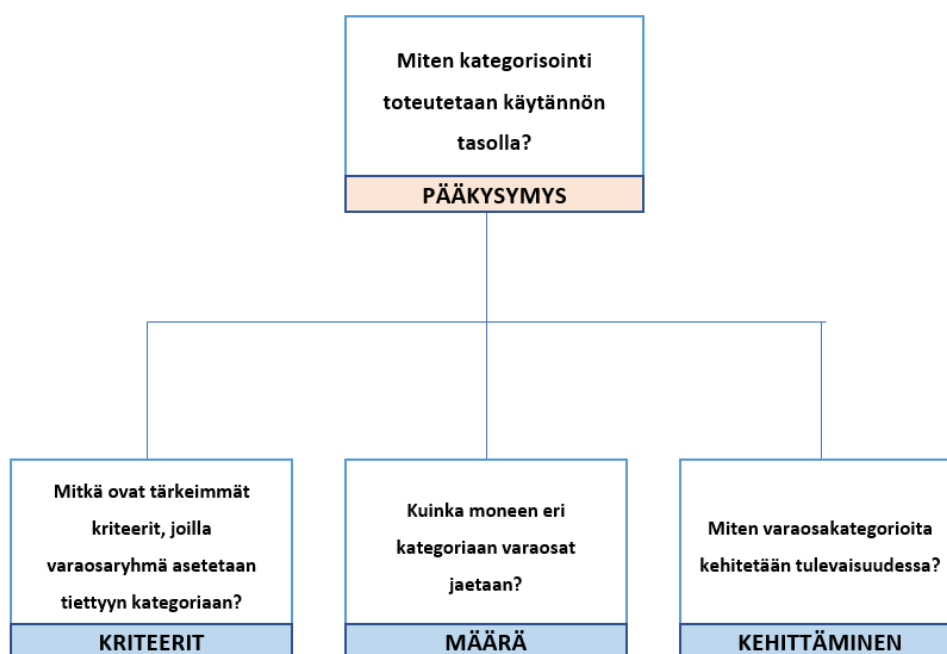 Miten kategorisointi
toteutetaan käytännön
tasolla?
PÄÄKYSYMYS
Mitkä ovat tärkeimmät
kriteerit, joilla
varaosaryhmä asetetaan
tiettyyn kategoriaan?
KRITEERIT
Kuinka moneen eri
kategoriaan varaosat
jaetaan?
MÄÄRÄ
Miten varaosakategorioita
kehitetään tulevaisuudessa?
KEHITTÄMINEN